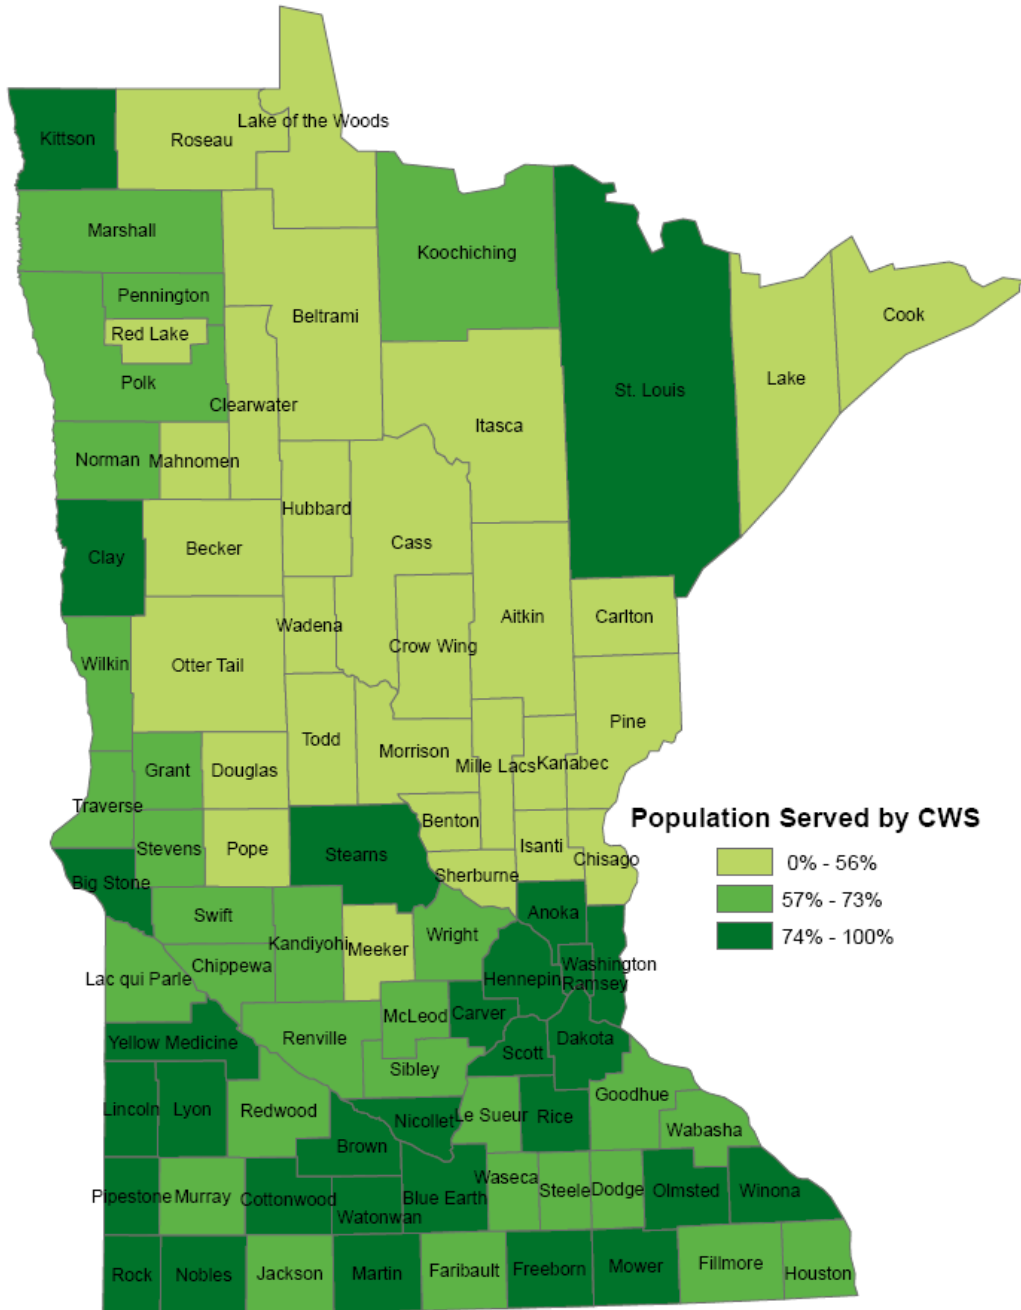 Lake of the Woods
Kittson
Roseau
Marshall
Koochiching
Pennington
Beltrami
Cook
Red Lake
Polk
Lake
St. Louis
Clearwater
Itasca
Norman
Mahnomen
Hubbard
Cass
Becker
Clay
Aitkin
Carlton
Wadena
Crow Wing
Wilkin
Otter Tail
Pine
Todd
Morrison
Mille Lacs
Kanabec
Grant
Douglas
Traverse
Benton
Stevens
Pope
Stearns
Isanti
Chisago
Sherburne
Big Stone
Population Served by CWS
0% - 56%
57% - 73%
74% - 100%
Swift
Anoka
Wright
Kandiyohi
Meeker
Chippewa
Washington
Lac qui Parle
Hennepin
Ramsey
McLeod
Carver
Renville
Dakota
Yellow Medicine
Scott
Sibley
Goodhue
Lincoln
Lyon
Redwood
Nicollet
Le Sueur
Rice
Wabasha
Brown
Waseca
Steele
Dodge
Olmsted
Winona
Pipestone
Murray
Cottonwood
Blue Earth
Watonwan
Rock
Nobles
Jackson
Martin
Faribault
Freeborn
Mower
Fillmore
Houston